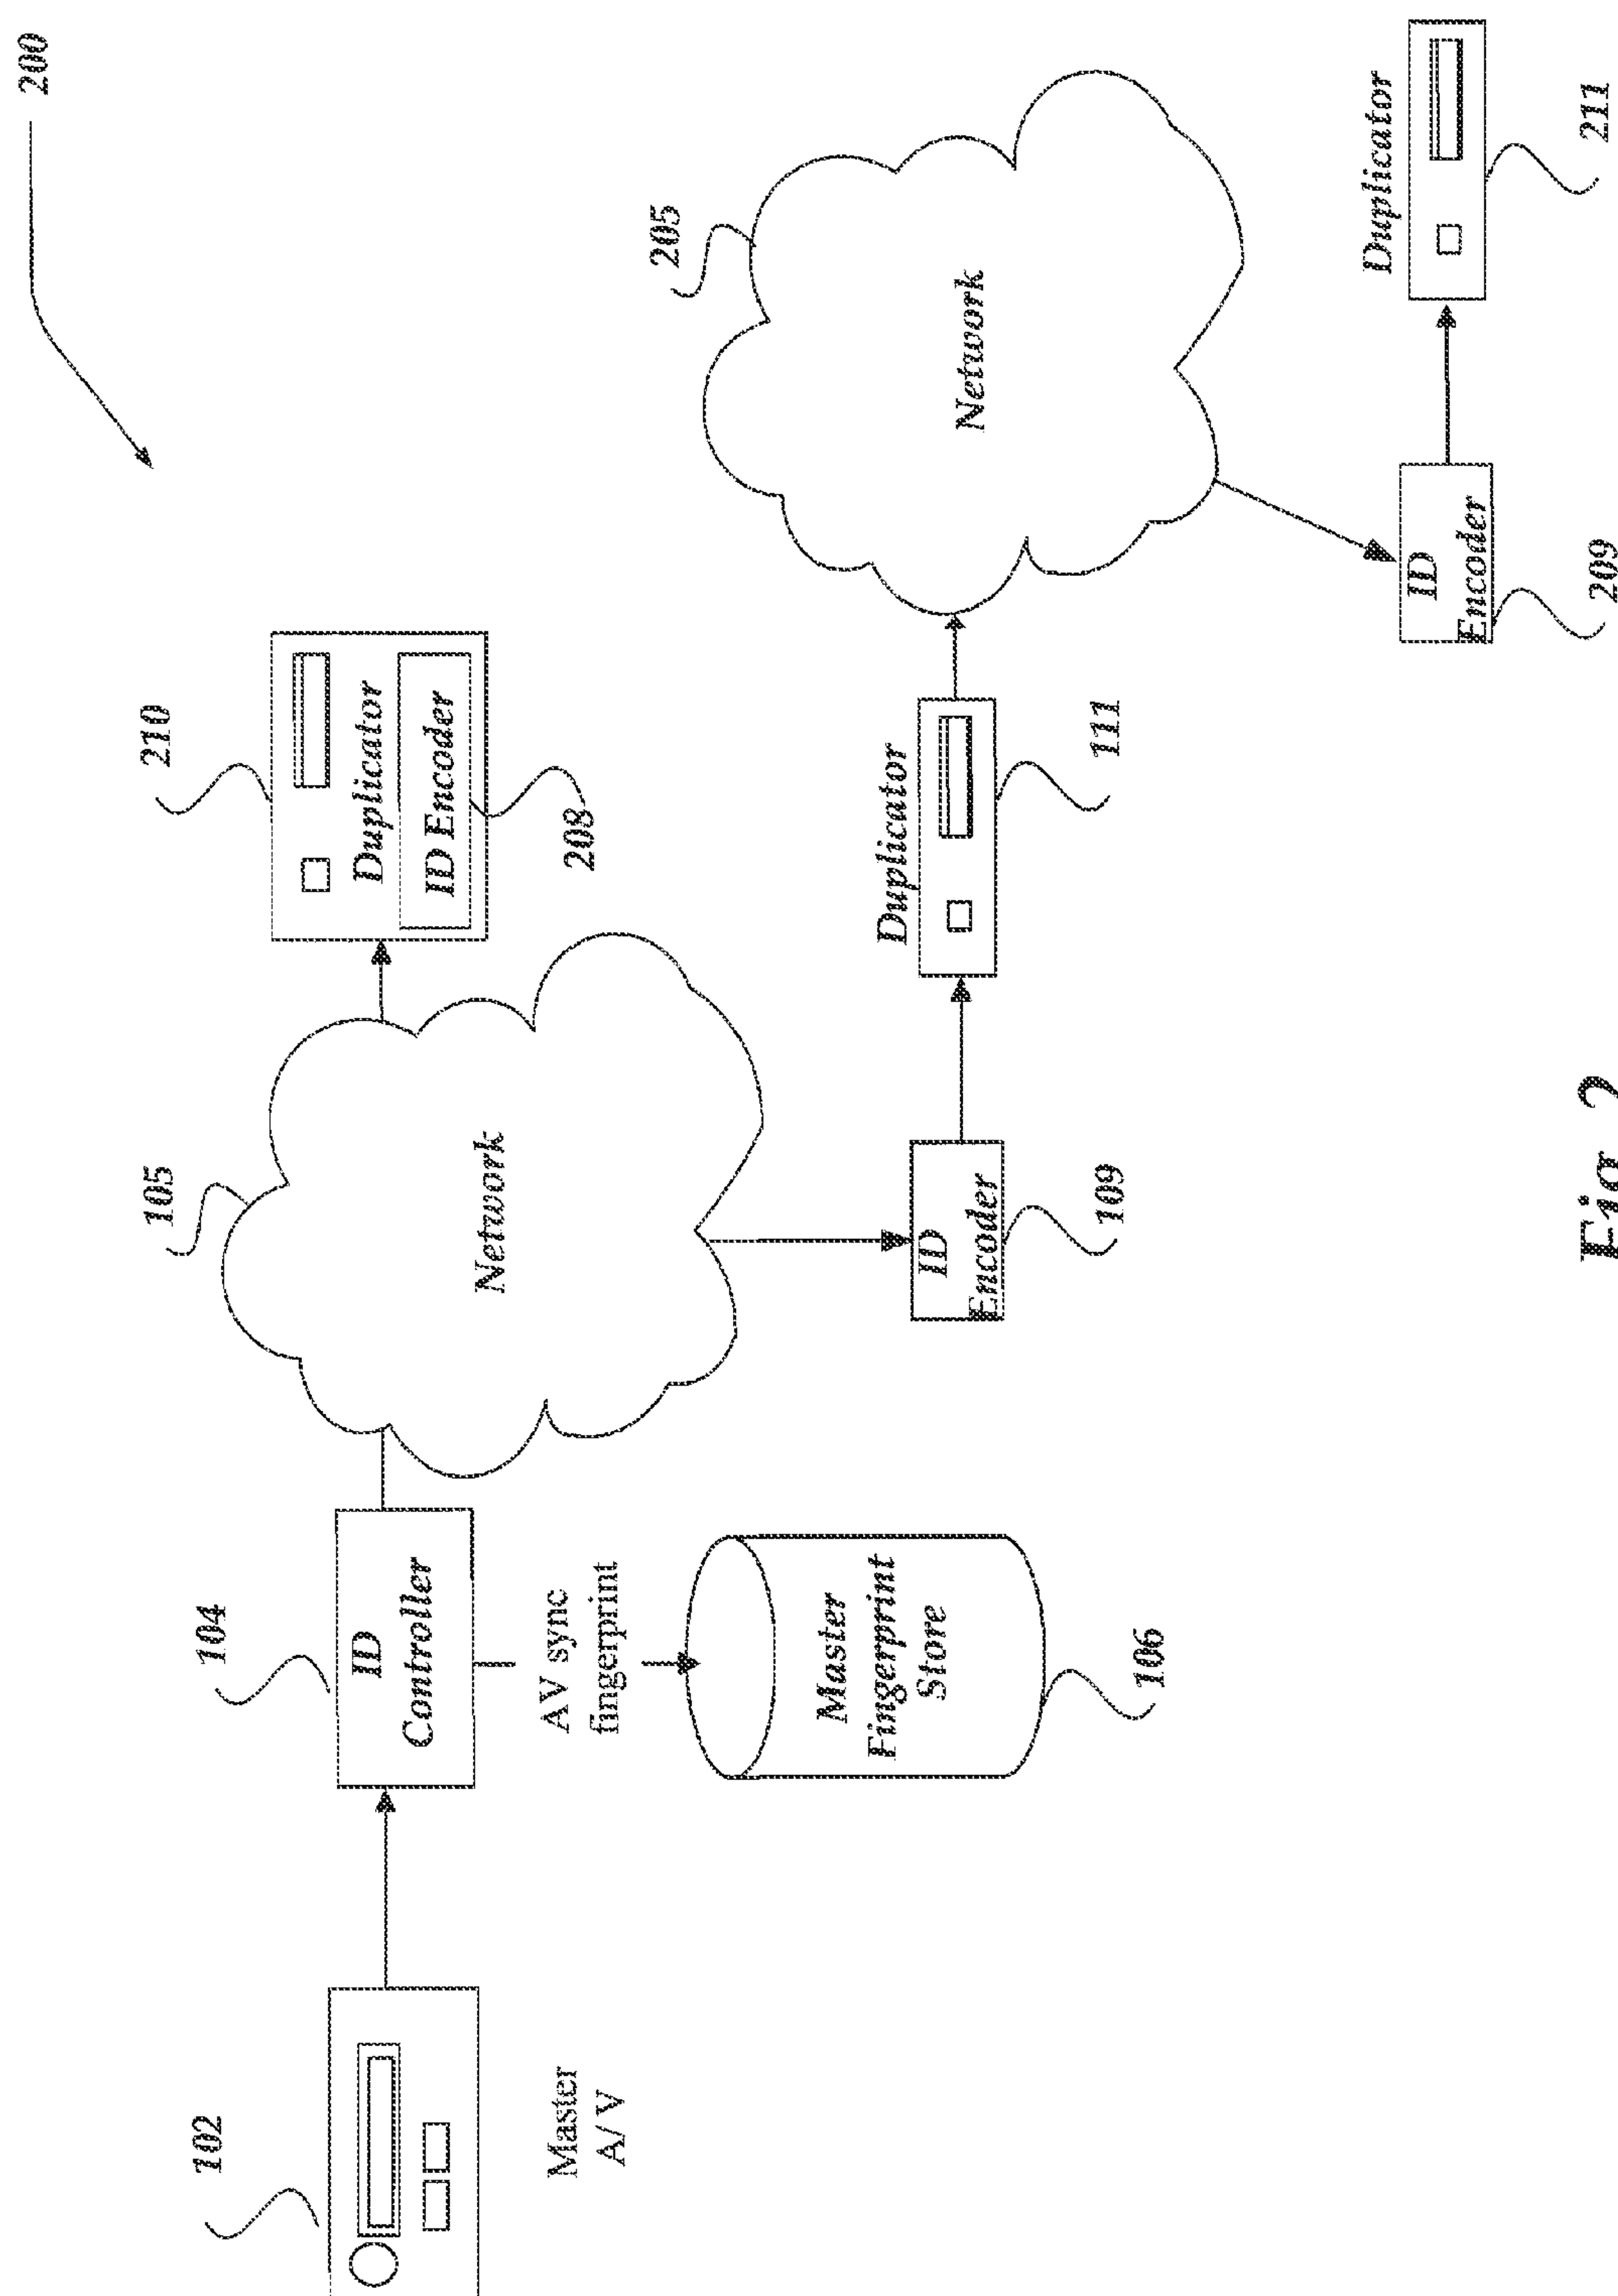 200
102
Master
A/V
104
ID
Controller
AV sync
fingerprint
Master
Fingerprint
Store
106
105
Network
210
Duplicator
ID Encoder
208
ID
Encoder
109
Duplicator
111
205
Network
ID
Encoder
209
Duplicator
211
Fig. 2